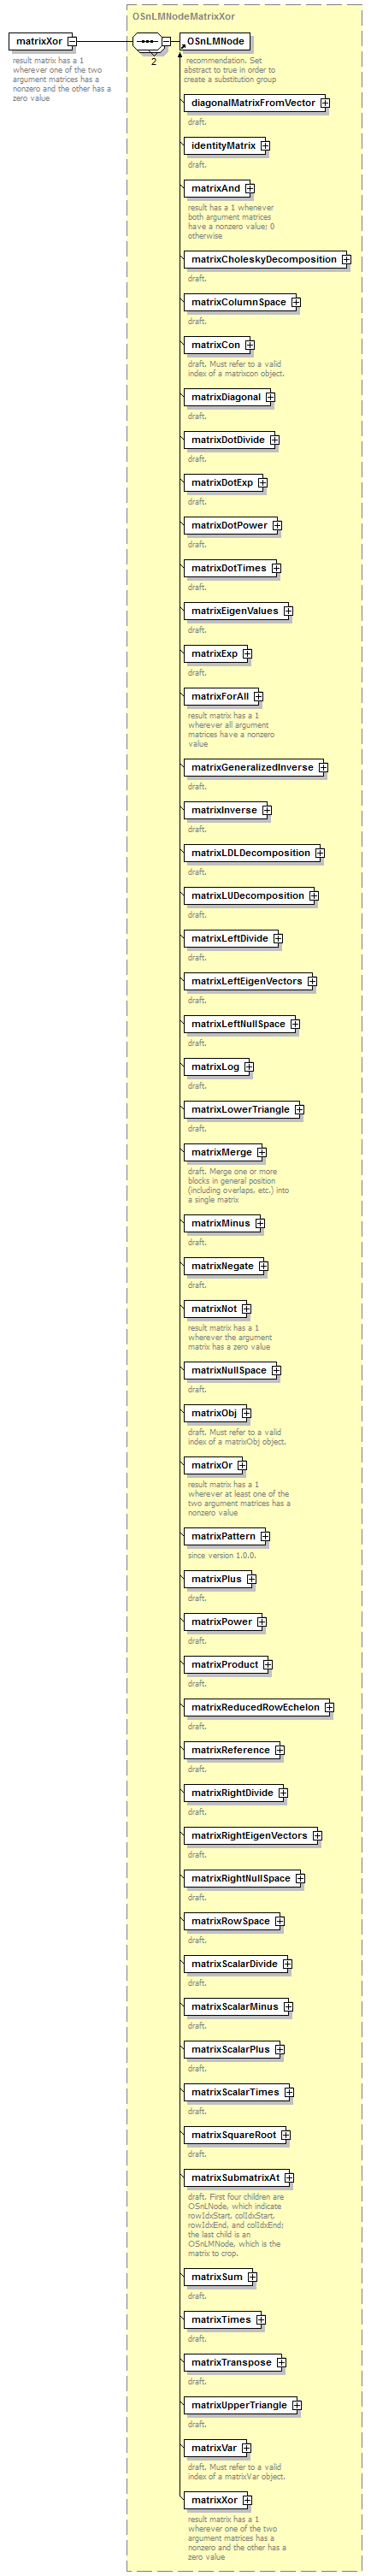 OSnLMNodeMatrixXor
matrixXor
OSnLMNode
result matrix has a 1
wherever one of the two
argument matrices has a
nonzero and the other has a
zero value
2
recommendation. Set
abstract to true in order to
create a substitution group
diagonalMatrixFromVector
draft.
identityMatrix
draft.
matrixAnd
result has a 1 whenever
both argument matrices
have a nonzero value; 0
otherwise
matrixCholeskyDecomposition
draft.
matrixColumnSpace
draft.
matrixCon
draft. Must refer to a valid
index of a matrixcon object.
matrixDiagonal
draft.
matrixDotDivide
draft.
matrixDotExp
draft.
matrixDotPower
draft.
matrixDotTimes
draft.
matrixEigenValues
draft.
matrixExp
draft.
matrixForAll
result matrix has a 1
wherever all argument
matrices have a nonzero
value
matrixGeneralizedInverse
draft.
matrixInverse
draft.
matrixLDLDecomposition
draft.
matrixLUDecomposition
draft.
matrixLeftDivide
draft.
matrixLeftEigenVectors
draft.
matrixLeftNullSpace
draft.
matrixLog
draft.
matrixLowerTriangle
draft.
matrixMerge
draft. Merge one or more
blocks in general position
(including overlaps, etc.) into
a single matrix
matrixMinus
draft.
matrixNegate
draft.
matrixNot
result matrix has a 1
wherever the argument
matrix has a zero value
matrixNullSpace
draft.
matrixObj
draft. Must refer to a valid
index of a matrixObj object.
matrixOr
result matrix has a 1
wherever at least one of the
two argument matrices has a
nonzero value
matrixPattern
since version 1.0.0.
matrixPlus
draft.
matrixPower
draft.
matrixProduct
draft.
matrixReducedRowEchelon
draft.
matrixReference
draft.
matrixRightDivide
draft.
matrixRightEigenVectors
draft.
matrixRightNullSpace
draft.
matrixRowSpace
draft.
matrixScalarDivide
draft.
matrixScalarMinus
draft.
matrixScalarPlus
draft.
matrixScalarTimes
draft.
matrixSquareRoot
draft.
matrixSubmatrixAt
draft. First four children are
OSnLNode, which indicate
rowIdxStart, colIdxStart,
rowIdxEnd, and colIdxEnd;
the last child is an
OSnLMNode, which is the
matrix to crop.
matrixSum
draft.
matrixTimes
draft.
matrixTranspose
draft.
matrixUpperTriangle
draft.
matrixVar
draft. Must refer to a valid
index of a matrixVar object.
matrixXor
result matrix has a 1
wherever one of the two
argument matrices has a
nonzero and the other has a
zero value